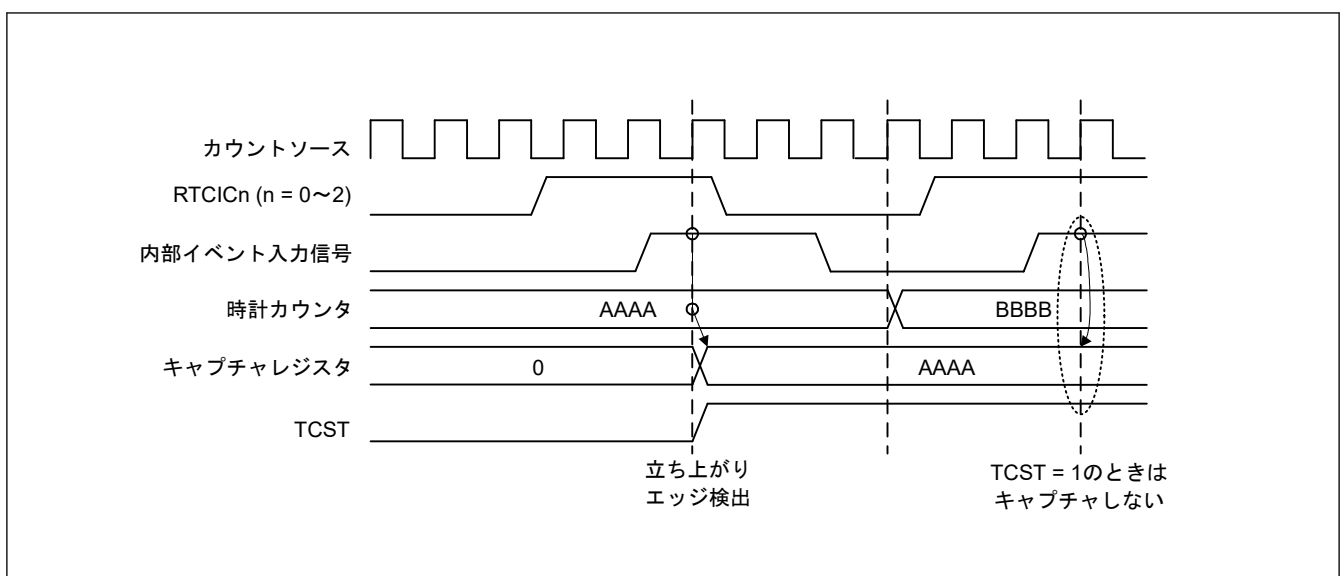 カウントソース
RTCICn (n = 0～2)
内部イベント入力信号
時計カウンタ
AAAA
BBBB
キャプチャレジスタ
0
AAAA
TCST
立ち上がり
エッジ検出
TCST = 1のときは
キャプチャしない